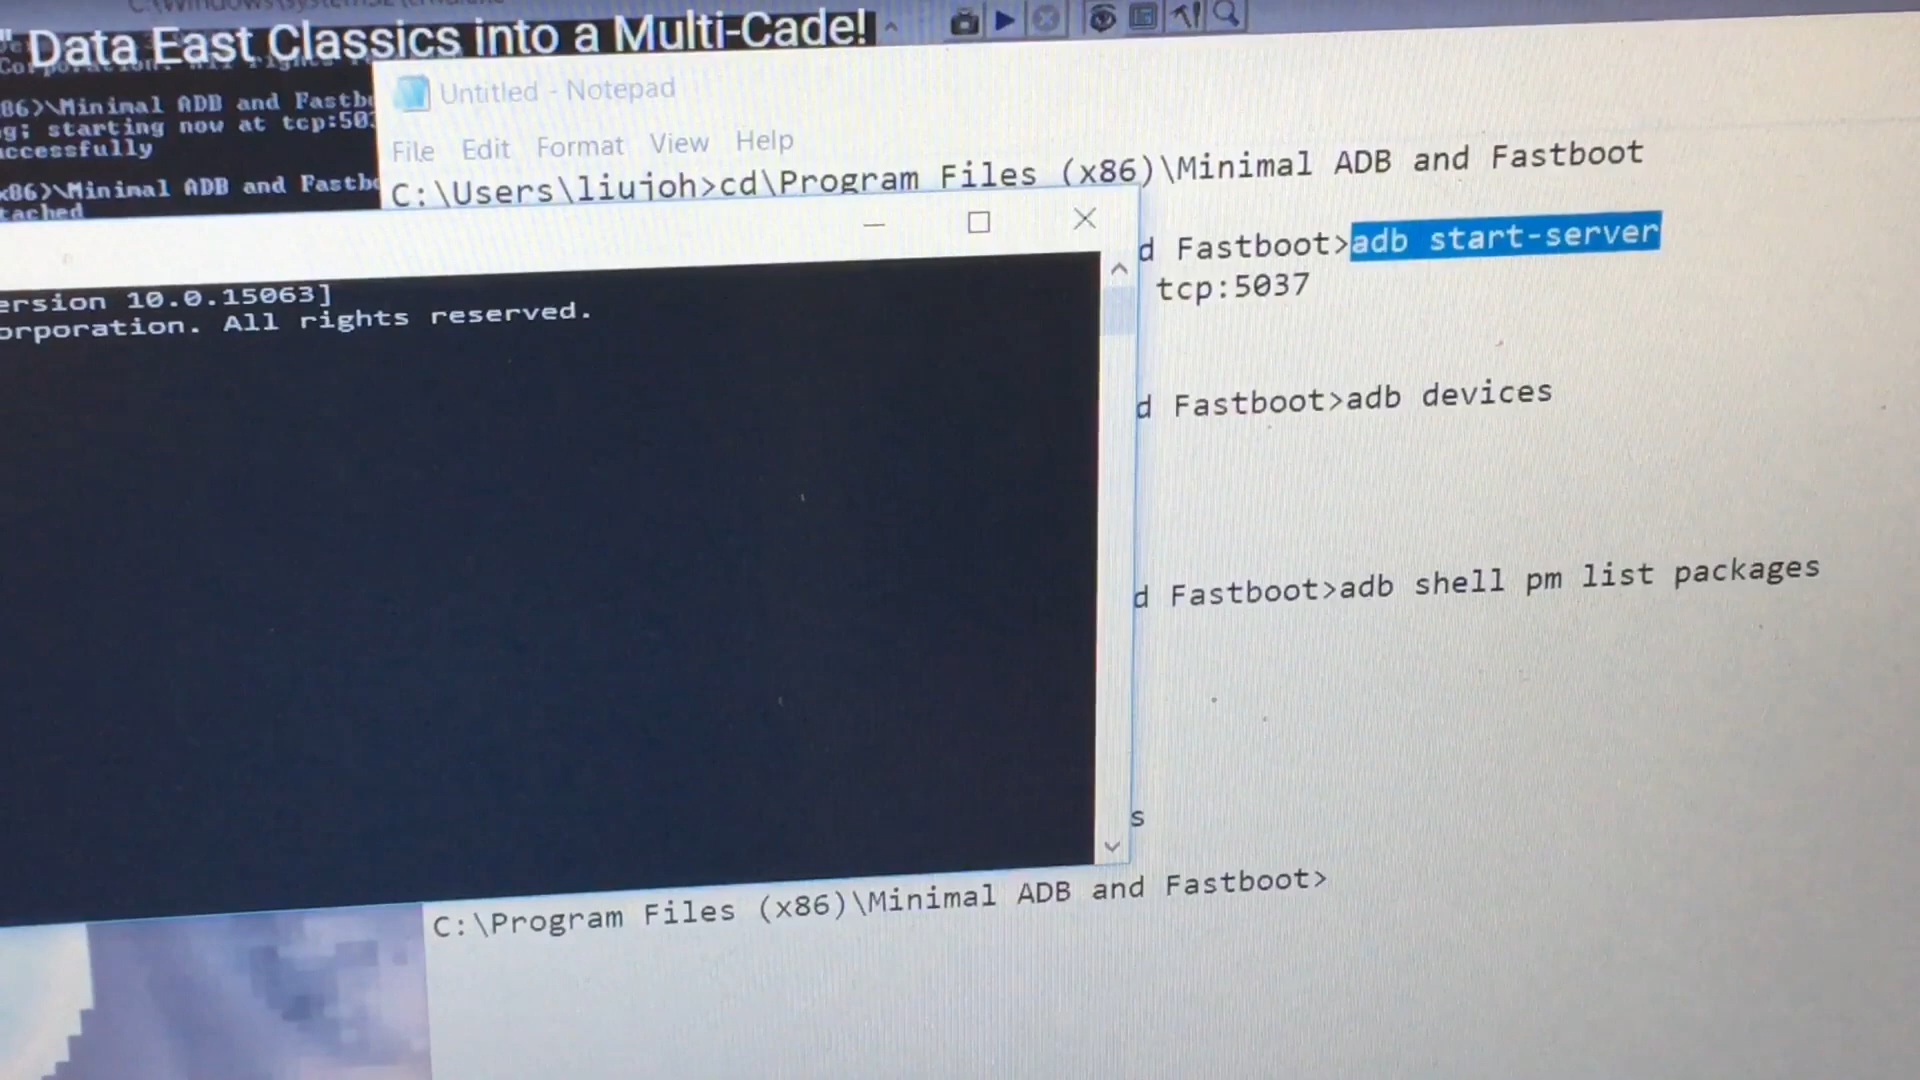 " Data East Classics into a Multi-Cade!
86)\Minimal ADB and Fastb
g; starting now at tcp:503
ccessfully
x86)\Minimal ADB and Fastbo
tached
Untitled - Notepad
File Edit Format View Help
C:\Users\liujoh>cd\Program Files (x86)\Minimal ADB and Fastboot
d Fastboot>adb start-server
tcp:5037
d Fastboot>adb devices
d Fastboot>adb shell pm list packages
s
C:\Program Files (x86)\Minimal ADB and Fastboot>
ersion 10.0.15063]
orporation. All rights reserved.